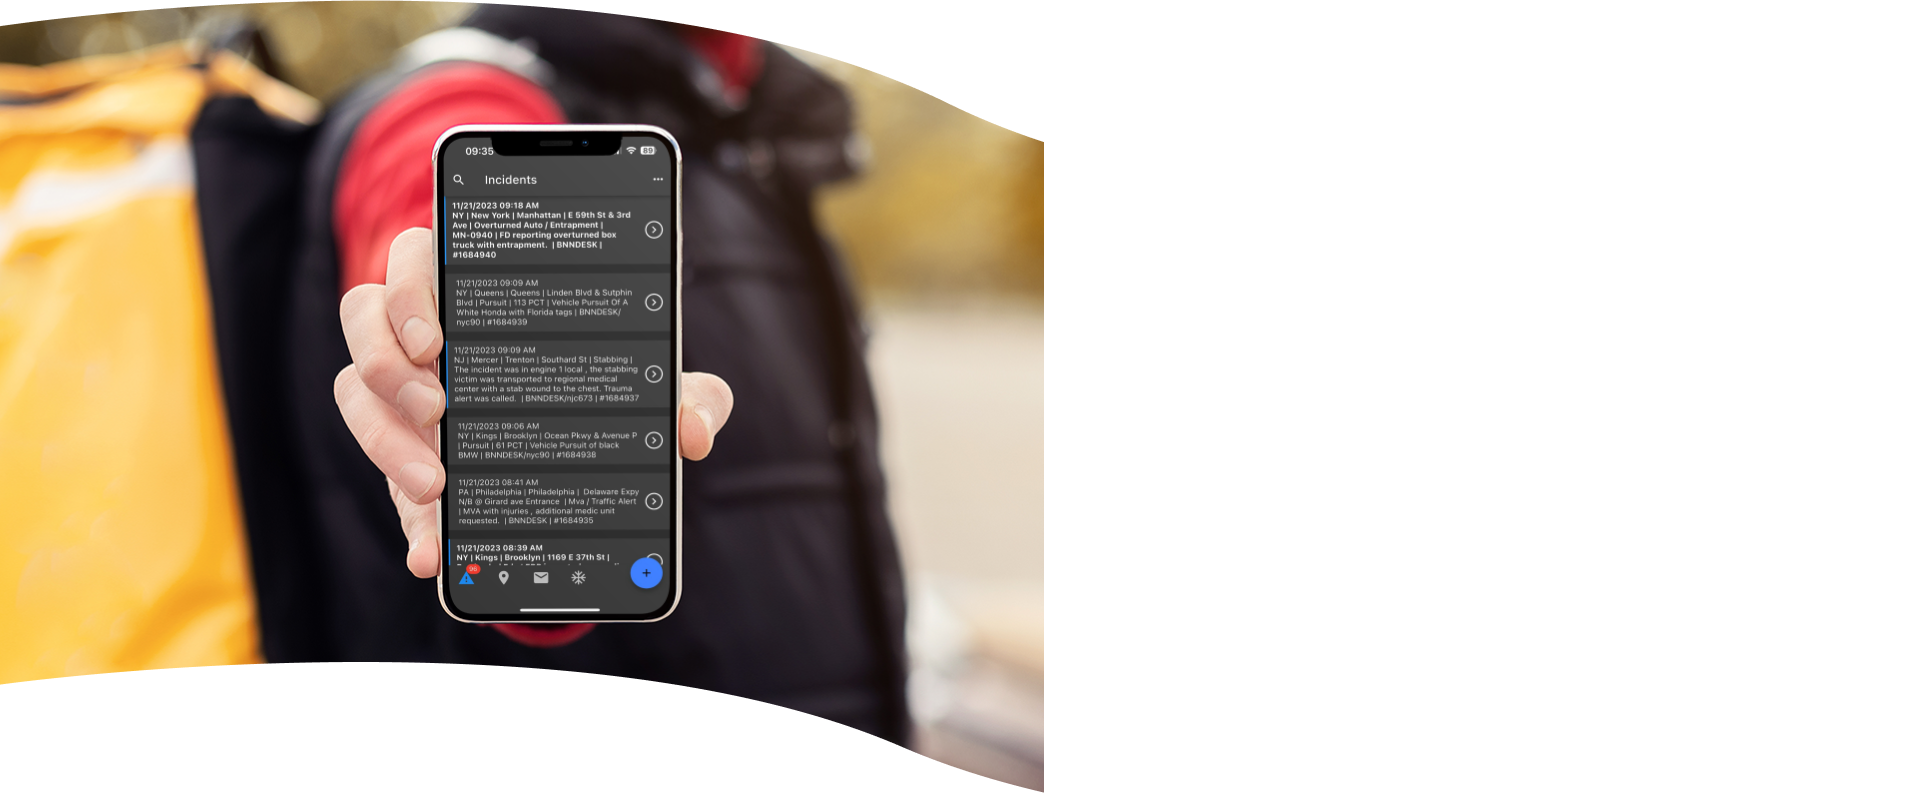 09:35
89
Incidents
11/21/2023 09:18 AM
NY | New York | Manhattan | E 59th St & 3rd
Ave | Overturned Auto / Entrapment |
MN-0940 | FD reporting overturned box
truck with entrapment. | BNNDESK |
#1684940
11/21/2023 09:09 AM
NY | Queens | Queens | Linden Blvd & Sutphin
Blvd | Pursuit | 113 PCT | Vehicle Pursuit Of A
White Honda with Florida tags | BNNDESK/
nyc90 | #1684939
11/21/2023 09:09 AM
NJ | Mercer | Trenton | Southard St | Stabbing |
The incident was in engine 1 local , the stabbing
victim was transported to regional medical
center with a stab wound to the chest. Trauma
alert was called. | BNNDESK/njc673 | #1684937
11/21/2023 09:06 AM
NY | Kings | Brooklyn | Ocean Pkwy & Avenue P
| Pursuit | 61 PCT | Vehicle Pursuit of black
BMW | BNNDESK/nyc90 | #1684938
11/21/2023 08:41 AM
PA | Philadelphia | Philadelphia | Delaware Expy
N/B @ Girard ave Entrance | Mva / Traffic Alert
| MVA with injuries , additional medic unit
requested. | BNNDESK | #1684935
11/21/2023 08:39 AM
NY | Kings | Brooklyn | 1169 E 37th St |